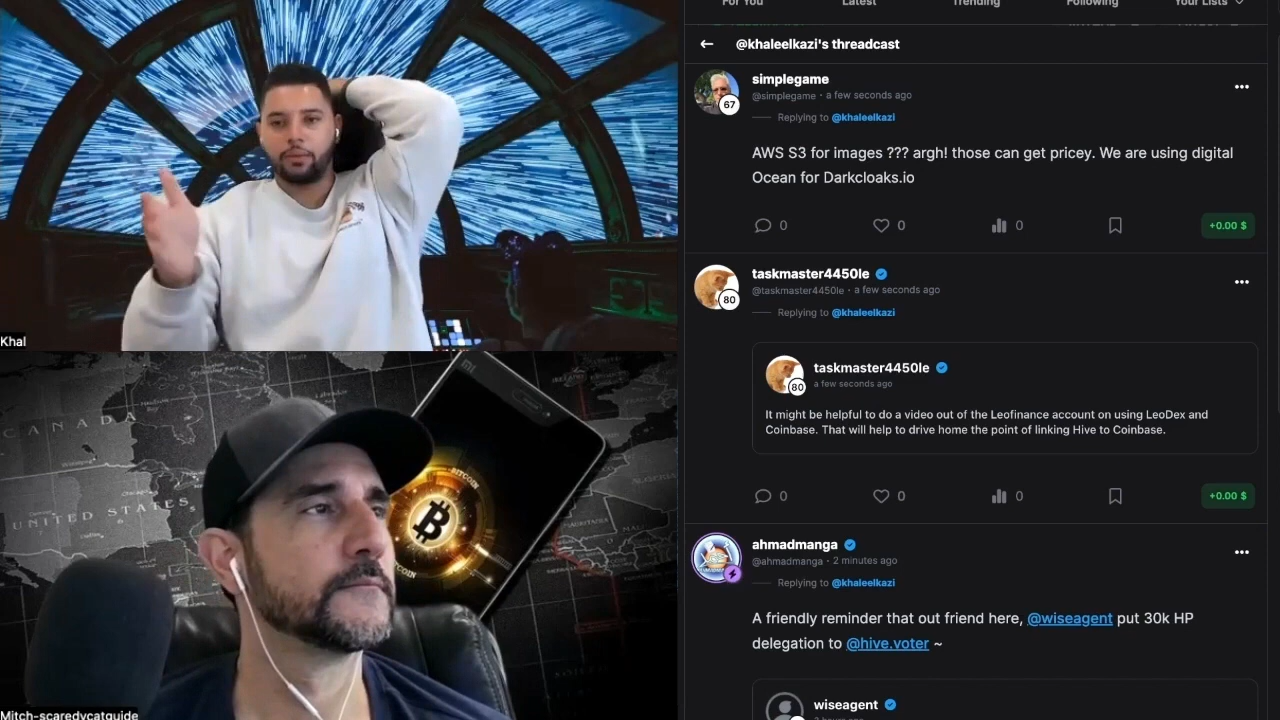 For You
Latest
Trending
Following
Your Lists
@khaleelkazi's threadcast
simplegame
@simplegame · a few seconds ago
67
Replying to @khaleelkazi
AWS S3 for images ??? argh! those can get pricey. We are using digital
Ocean for Darkcloaks.io
0
0
0
+0.00 $
taskmaster4450le
@taskmaster4450le · a few seconds ago
80
Replying to @khaleelkazi
taskmaster4450le
a few seconds ago
80
It might be helpful to do a video out of the Leofinance account on using LeoDex and
Coinbase. That will help to drive home the point of linking Hive to Coinbase.
0
0
0
+0.00 $
ahmadmanga
@ahmadmanga · 2 minutes ago
Replying to @khaleelkazi
A friendly reminder that out friend here, @wiseagent put 30k HP
delegation to @hive.voter ~
wiseagent
Khal
CANADA
UNITED STATES
MI
BITCOIN
Mitch-scaredycatguide